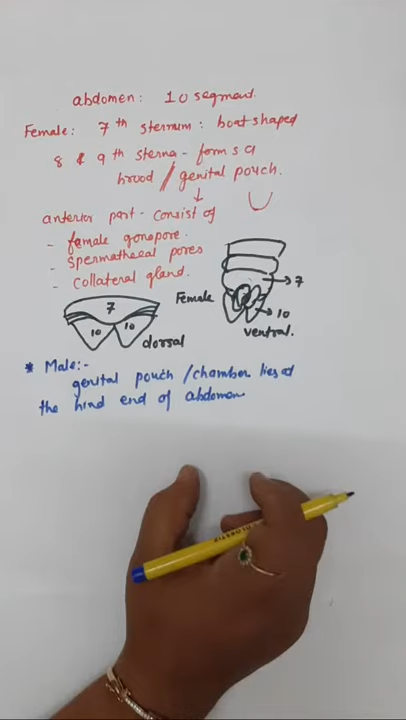 abdomen: 10 segment.
Female: 7th sternum: boat shaped
8 & 9th sterna - forms a
brood / genital pouch.
anterior part - consist of
- female gonopore.
- Spermathecal pores
- Collateral gland.
Female
7
10
ventral.
7
10 10
dorsal
* Male:-
genital pouch /chamber lies at
the hind end of abdomen